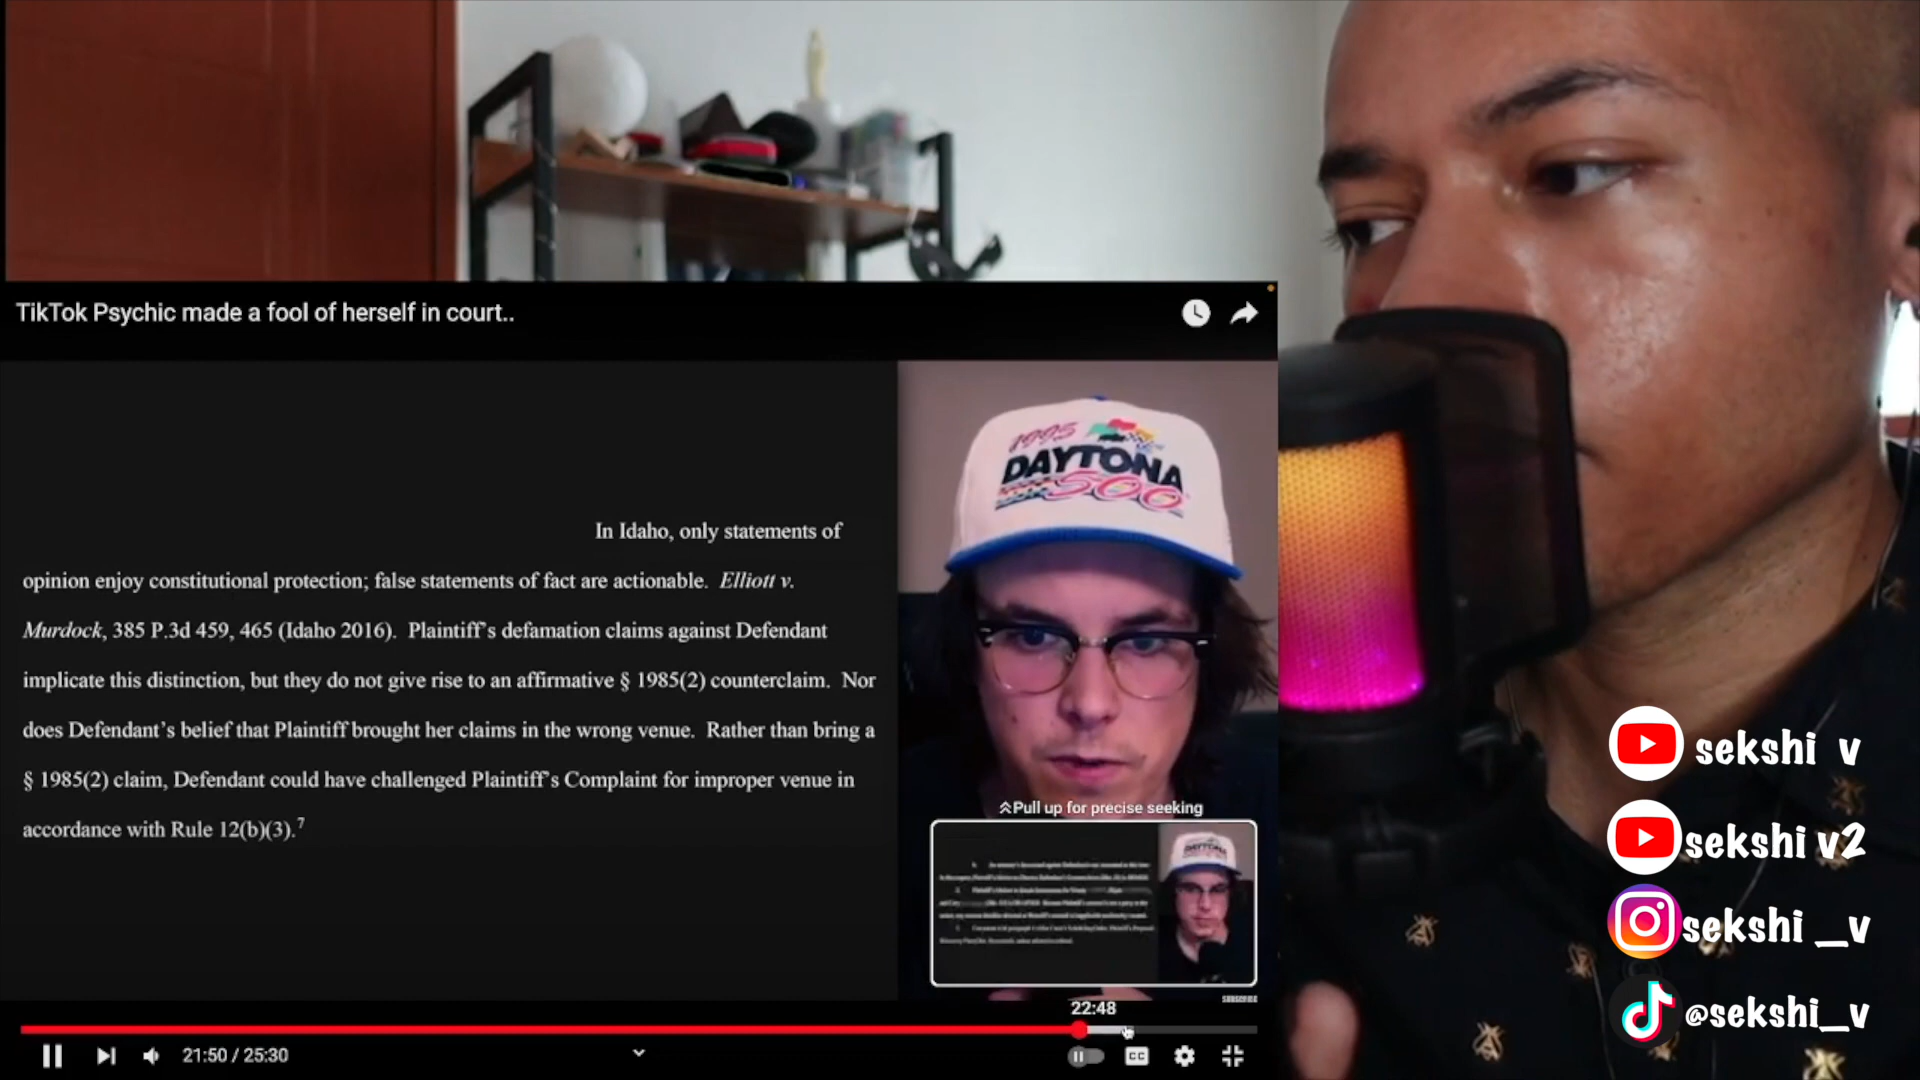 TikTok Psychic made a fool of herself in court..
1995
DAYTONA
500
In Idaho, only statements of
opinion enjoy constitutional protection; false statements of fact are actionable. Elliott v.
Murdock, 385 P.3d 459, 465 (Idaho 2016). Plaintiff's defamation claims against Defendant
implicate this distinction, but they do not give rise to an affirmative § 1985(2) counterclaim. Nor
does Defendant's belief that Plaintiff brought her claims in the wrong venue. Rather than bring a
§ 1985(2) claim, Defendant could have challenged Plaintiff's Complaint for improper venue in
accordance with Rule 12(b)(3).7
Pull up for precise seeking
DAYTONA
SUBSCRIBE
22:48
21:50 / 25:30
CC
sekshi v
sekshi v2
sekshi __v
@sekshi__v